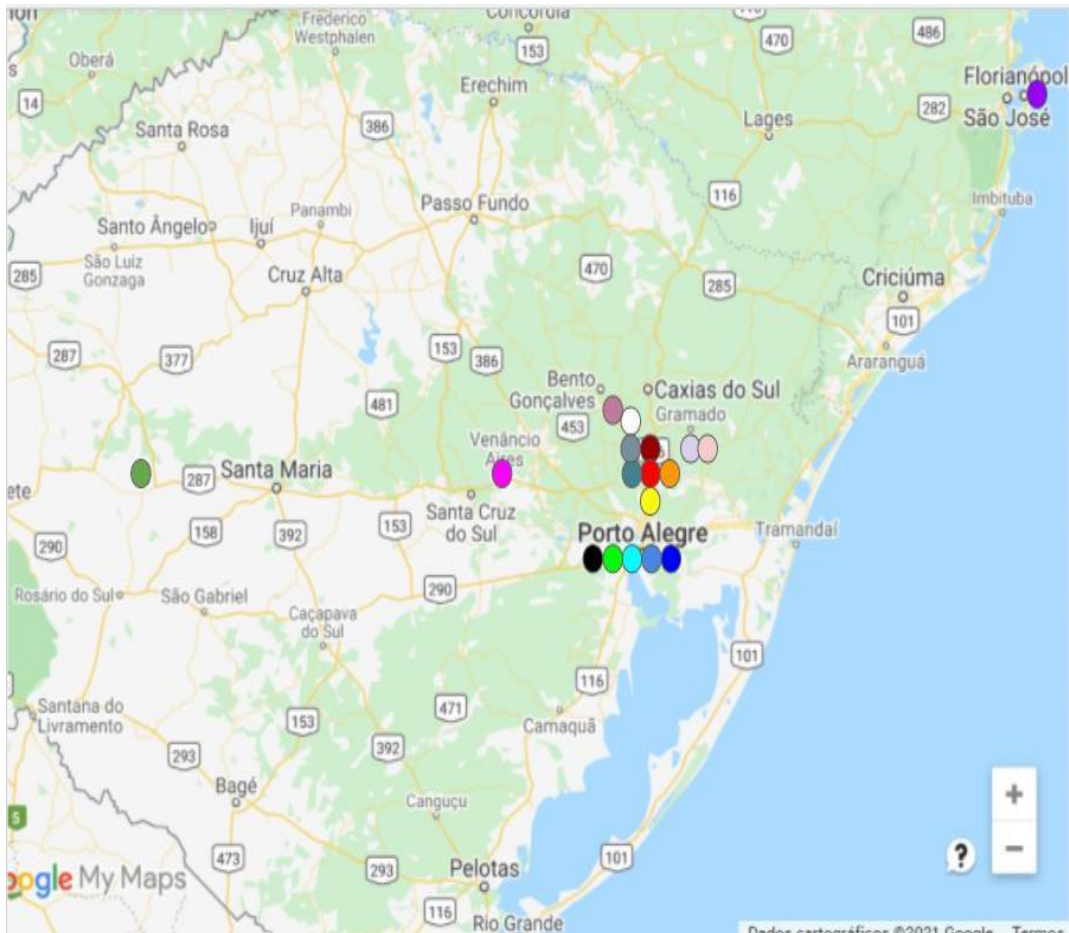 Concórdia
Frederico
Westphalen
153
470
486
Oberá
Erechim
Florianópol
14
386
282
São José
Santa Rosa
Lages
116
Imbituba
Passo Fundo
Panambi
Santo Ângelo
Ijuí
São Luiz
Gonzaga
285
Cruz Alta
470
285
Criciúma
101
287
377
153
386
Araranguá
Bento
Gonçalves
Caxias do Sul
481
Gramado
453
Venâncio
Aires
Santa Maria
287
Santa Cruz
do Sul
153
158
392
Porto Alegre
Tramandaí
290
290
Rosário do Sul
São Gabriel
Caçapava
do Sul
101
116
Santana do
Livramento
471
153
Camaquã
392
293
Bagé
+
Canguçu
5
473
101
?
−
293
Pelotas
oogle My Maps
116
Rio Grande
Dados cartográficos ©2021 Google
Termos